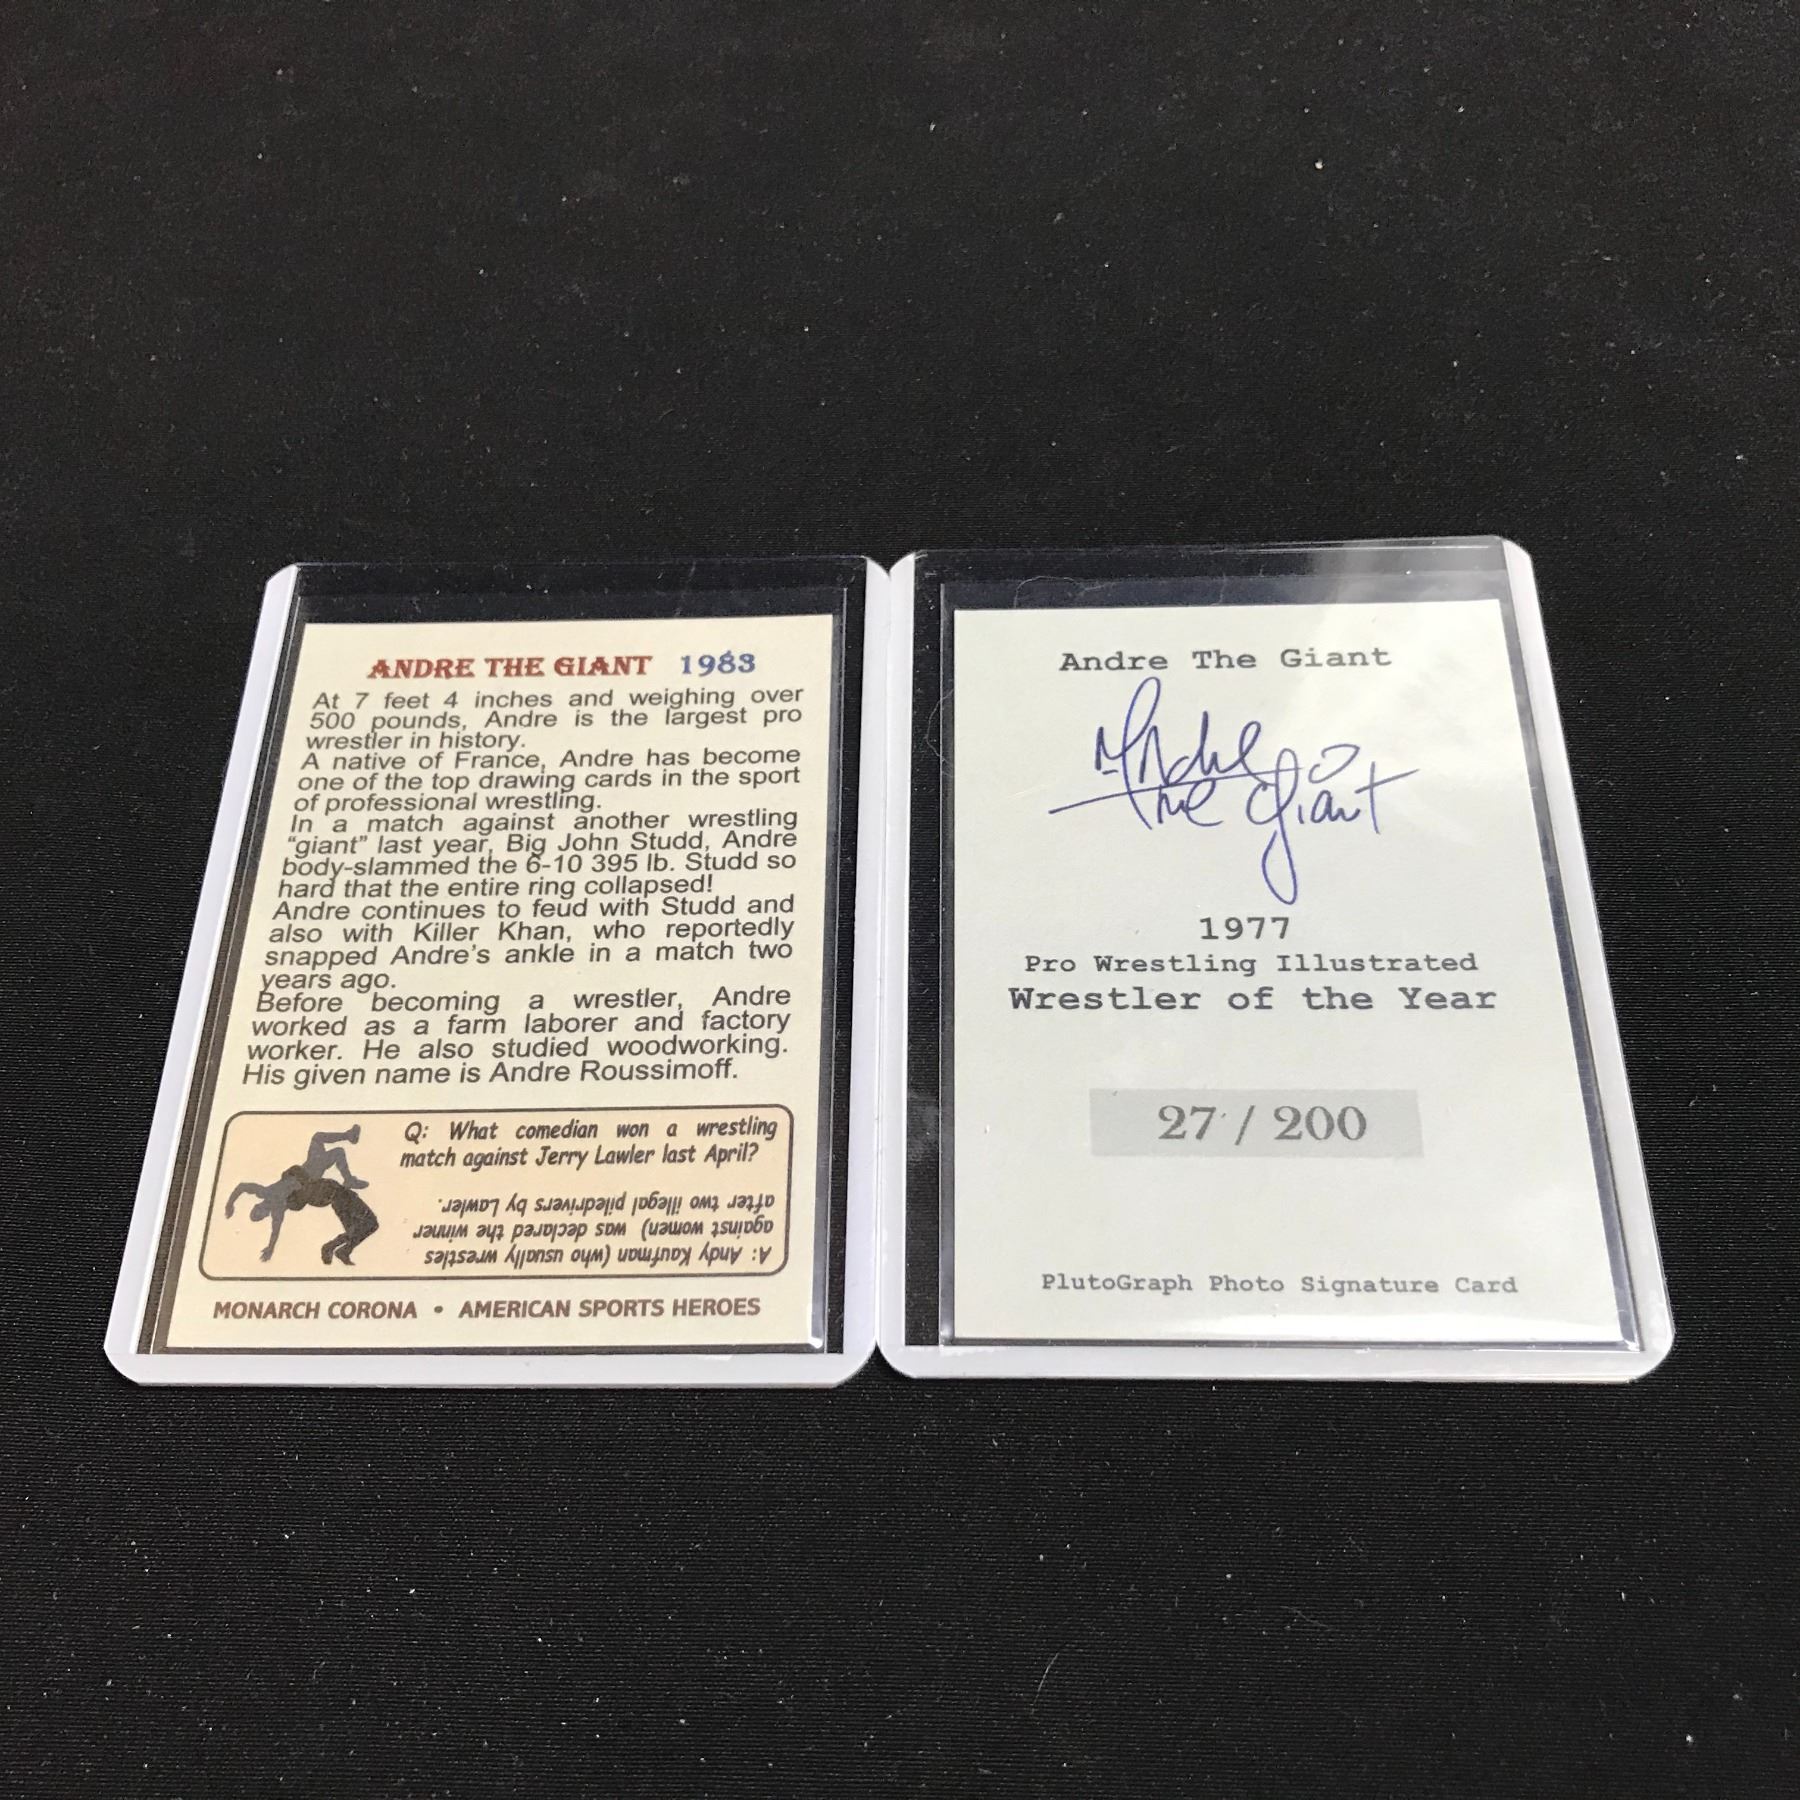 ANDRE THE GIANT 1983
At 7 feet 4 inches and weighing over
500 pounds, Andre is the largest pro
wrestler in history.
A native of France, Andre has become
one of the top drawing cards in the sport
of professional wrestling.
In a match against another wrestling
"giant" last year, Big John Studd, Andre
body-slammed the 6-10 395 lb. Studd so
hard that the entire ring collapsed!
Andre continues to feud with Studd and
also with Killer Khan, who reportedly
snapped Andre's ankle in a match two
years ago.
Before becoming a wrestler, Andre
worked as a farm laborer and factory
worker. He also studied woodworking.
His given name is Andre Roussimoff.
Q: What comedian won a wrestling
match against Jerry Lawler last April?
A: Andy Kaufman (who usually wrestles
against women) was declared the winner
after two illegal piledrivers by Lawler.
MONARCH CORONA • AMERICAN SPORTS HEROES
Andre The Giant
Andre
The Giant
1977
Pro Wrestling Illustrated
Wrestler of the Year
27 / 200
PlutoGraph Photo Signature Card